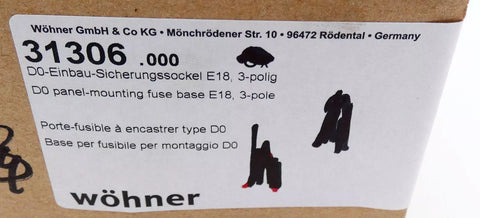 Wöhner GmbH & Co KG • Mönchrödener Str. 10 • 96472 Rödental • Germany
31306 .000
D0-Einbau-Sicherungssockel E18, 3-polig
D0 panel-mounting fuse base E18, 3-pole
Porte-fusible à encastrer type D0
Base per fusibile per montaggio D0
wöhner